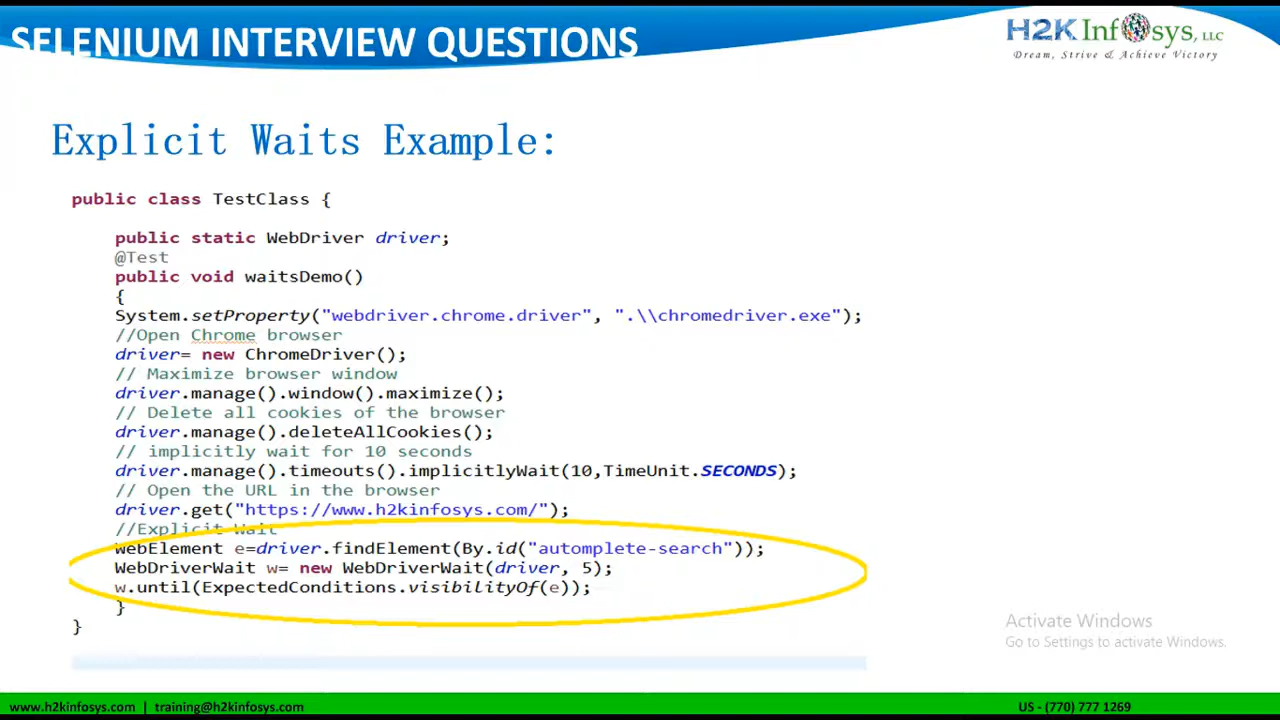 SELENIUM INTERVIEW QUESTIONS
H2K Infosys, LLC
Dream, Strive & Achieve Victory
Explicit Waits Example:
public class TestClass {
public static WebDriver driver;
@Test
public void waitsDemo()
{
System.setProperty("webdriver.chrome.driver", ".\\chromedriver.exe");
//Open Chrome browser
driver= new ChromeDriver();
// Maximize browser window
driver.manage().window().maximize();
// Delete all cookies of the browser
driver.manage().deleteAllCookies();
// implicitly wait for 10 seconds
driver.manage().timeouts().implicitlyWait(10,TimeUnit.SECONDS);
// Open the URL in the browser
driver.get("https://www.h2kinfosys.com/");
//Explicit Wait
WebElement e=driver.findElement(By.id("automplete-search"));
WebDriverWait w= new WebDriverWait(driver, 5);
w.until(ExpectedConditions.visibilityOf(e));
}
}
Activate Windows
Go to Settings to activate Windows.
www.h2kinfosys.com | training@h2kinfosys.com
US - (770) 777 1269